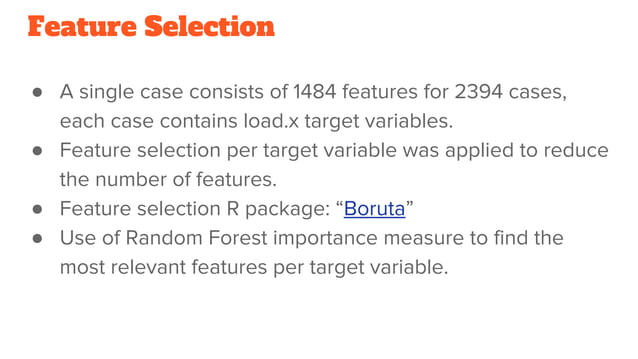 Feature Selection
● A single case consists of 1484 features for 2394 cases,
each case contains load.x target variables.
● Feature selection per target variable was applied to reduce
the number of features.
● Feature selection R package: “Boruta”
● Use of Random Forest importance measure to find the
most relevant features per target variable.